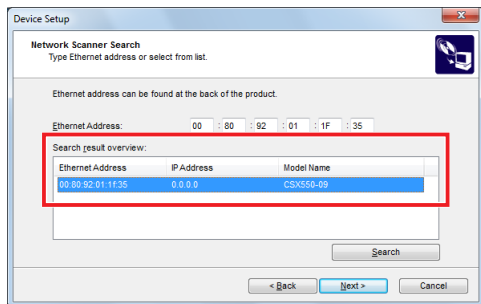 Device Setup
Network Scanner Search
Type Ethernet address or select from list.
Ethernet address can be found at the back of the product.
Ethernet Address: 00 : 80 : 92 : 01 : 1F : 35
Search result overview:
Ethernet Address IP Address Model Name
00:80:92:01:1f:35 0.0.0.0 CSX550-09
Search
< Back Next > Cancel